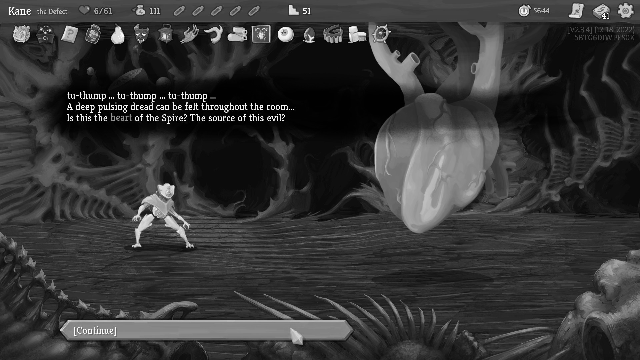 Kane the Defect 6/61 111 51 56:44
tu-thump ... tu-thump ... tu-thump ...
A deep pulsing dread can be felt throughout the room...
Is this the heart of the Spire? The source of this evil?
[Continue]